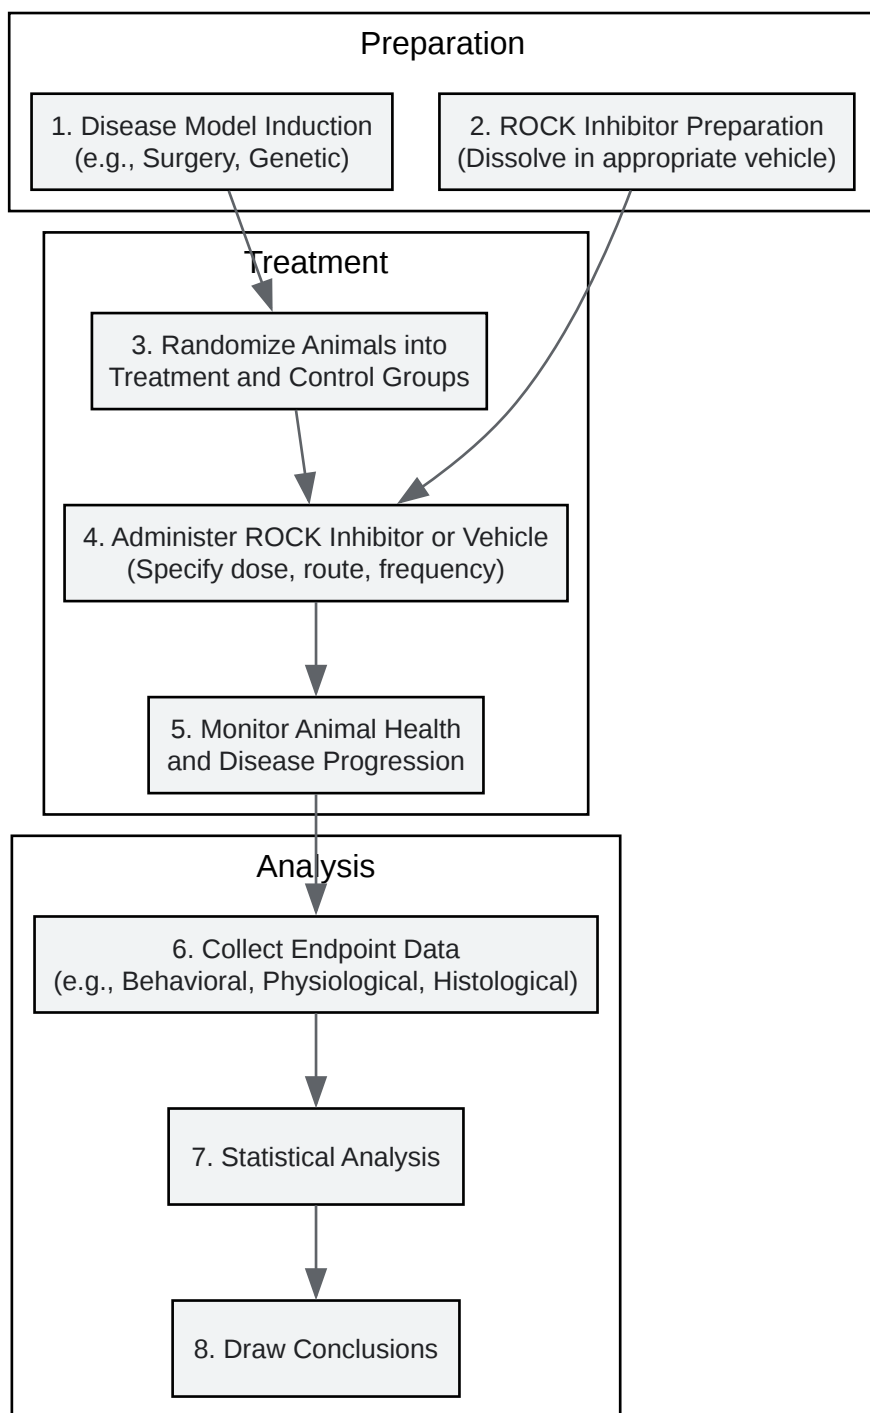 Preparation
1. Disease Model Induction
(e.g., Surgery, Genetic)
2. ROCK Inhibitor Preparation
(Dissolve in appropriate vehicle)
Treatment
3. Randomize Animals into
Treatment and Control Groups
4. Administer ROCK Inhibitor or Vehicle
(Specify dose, route, frequency)
5. Monitor Animal Health
and Disease Progression
Analysis
6. Collect Endpoint Data
(e.g., Behavioral, Physiological, Histological)
7. Statistical Analysis
8. Draw Conclusions